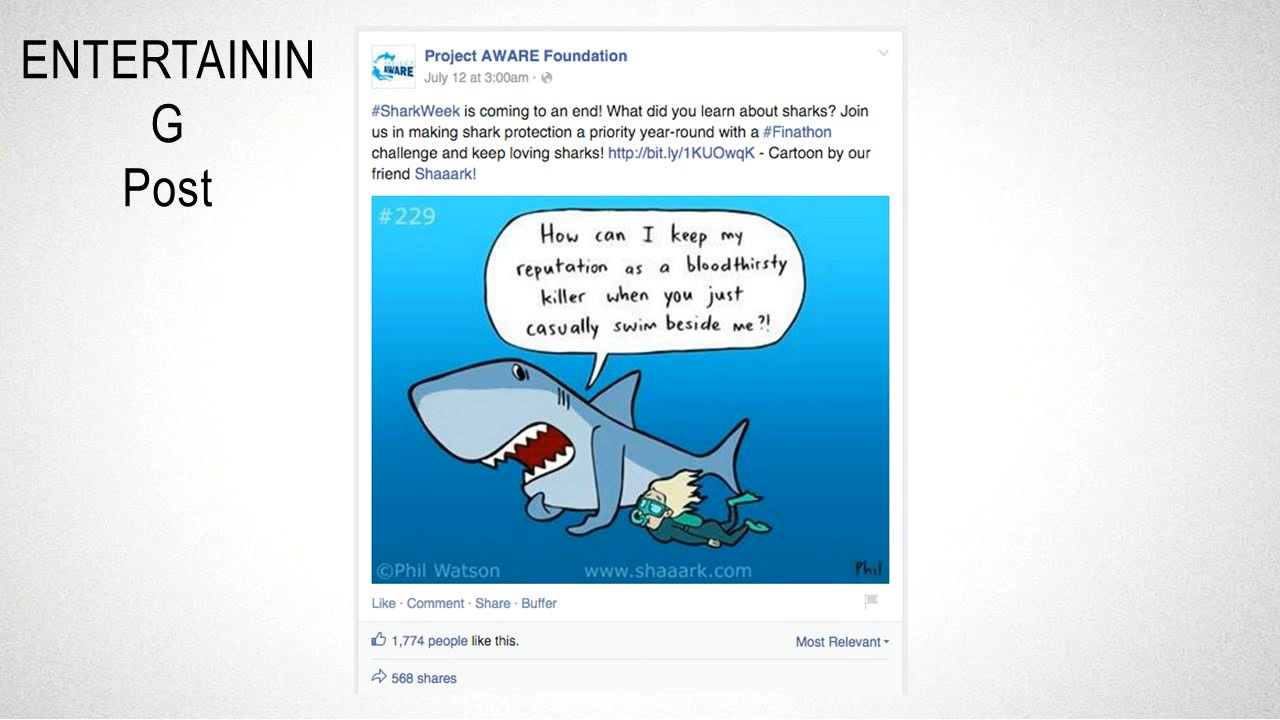 ENTERTAININ
G
Post
AWARE
Project AWARE Foundation
July 12 at 3:00am ·
#SharkWeek is coming to an end! What did you learn about sharks? Join
us in making shark protection a priority year-round with a #Finathon
challenge and keep loving sharks! http://bit.ly/1KUOwqK - Cartoon by our
friend Shaaark!
#229
How can I keep my
reputation as a bloodthirsty
killer when you just
casually swim beside me?!
©Phil Watson www.shaaark.com Phil
Like · Comment · Share · Buffer
1,774 people like this. Most Relevant
568 shares